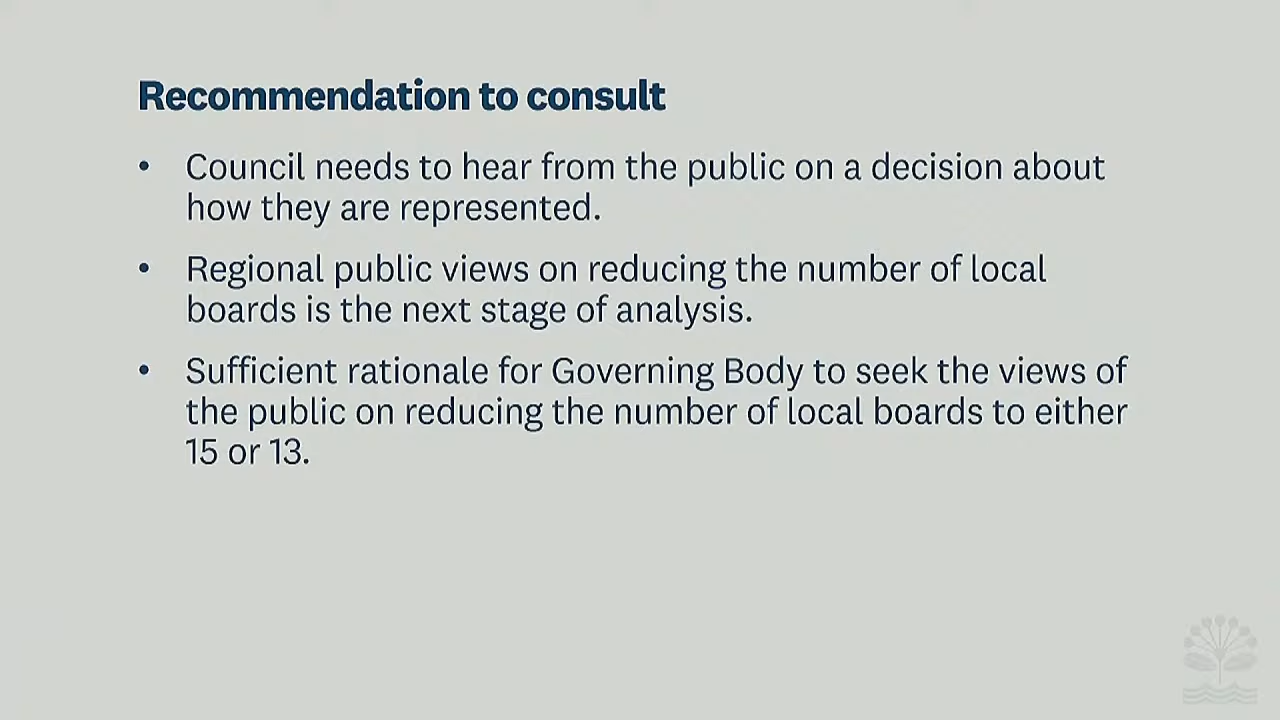 Recommendation to consult
• Council needs to hear from the public on a decision about
how they are represented.
• Regional public views on reducing the number of local
boards is the next stage of analysis.
• Sufficient rationale for Governing Body to seek the views of
the public on reducing the number of local boards to either
15 or 13.